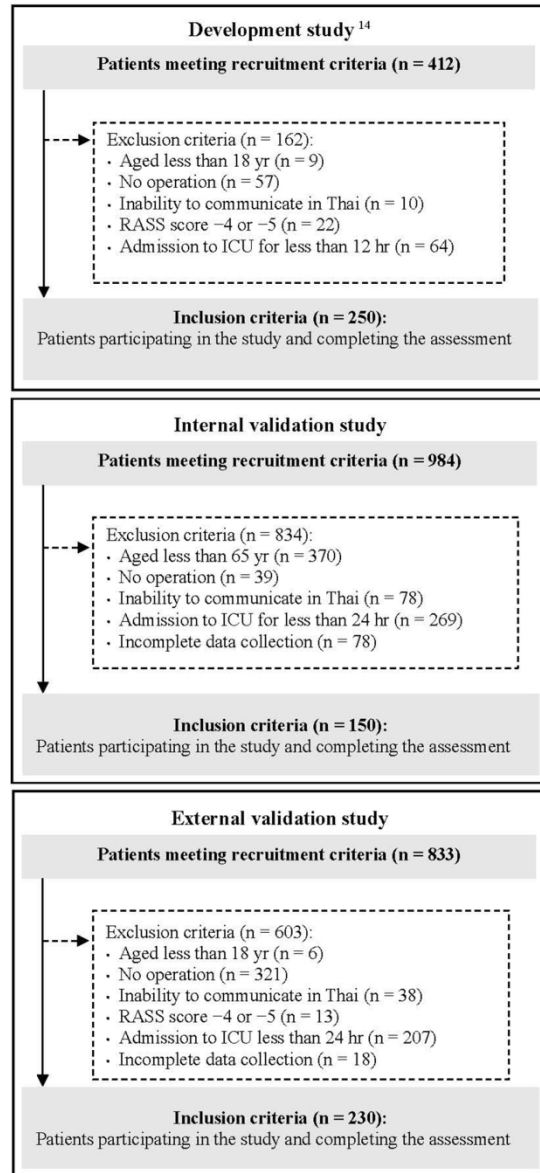 Development study ¹⁴
Patients meeting recruitment criteria (n = 412)
Exclusion criteria (n = 162):
· Aged less than 18 yr (n = 9)
· No operation (n = 57)
· Inability to communicate in Thai (n = 10)
· RASS score −4 or −5 (n = 22)
· Admission to ICU for less than 12 hr (n = 64)
Inclusion criteria (n = 250):
Patients participating in the study and completing the assessment
Internal validation study
Patients meeting recruitment criteria (n = 984)
Exclusion criteria (n = 834):
· Aged less than 65 yr (n = 370)
· No operation (n = 39)
· Inability to communicate in Thai (n = 78)
· Admission to ICU for less than 24 hr (n = 269)
· Incomplete data collection (n = 78)
Inclusion criteria (n = 150):
Patients participating in the study and completing the assessment
External validation study
Patients meeting recruitment criteria (n = 833)
Exclusion criteria (n = 603):
· Aged less than 18 yr (n = 6)
· No operation (n = 321)
· Inability to communicate in Thai (n = 38)
· RASS score −4 or −5 (n = 13)
· Admission to ICU less than 24 hr (n = 207)
· Incomplete data collection (n = 18)
Inclusion criteria (n = 230):
Patients participating in the study and completing the assessment